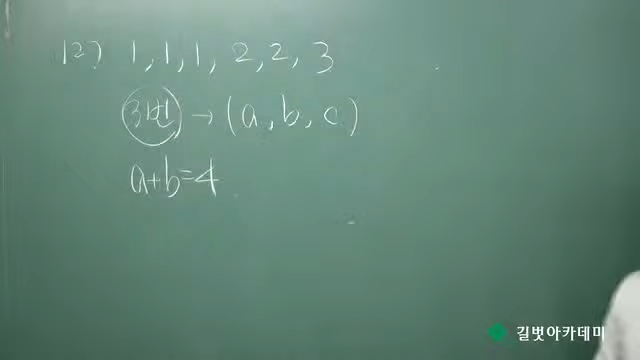 12) 1, 1, 1, 2, 2, 3
3번 → (a, b, c)
a+b=4
길벗아카데미